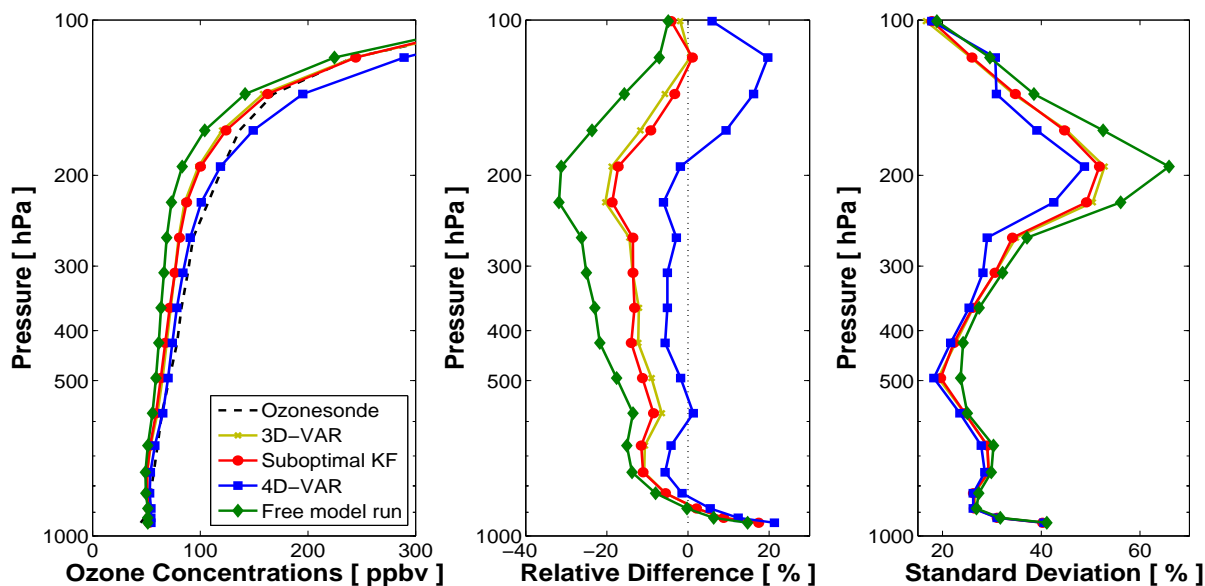 100
200
300
400
500
1000
0
100
200
300
Pressure [ hPa]
Ozone Concentrations [ ppbv]
Ozonesonde
3D−VAR
Suboptimal KF
4D−VAR
Free model run
100
200
300
400
500
1000
−40
−20
0
20
Pressure [ hPa]
Relative Difference [ %]
100
200
300
400
500
1000
20
40
60
Pressure [ hPa]
Standard Deviation [ %]